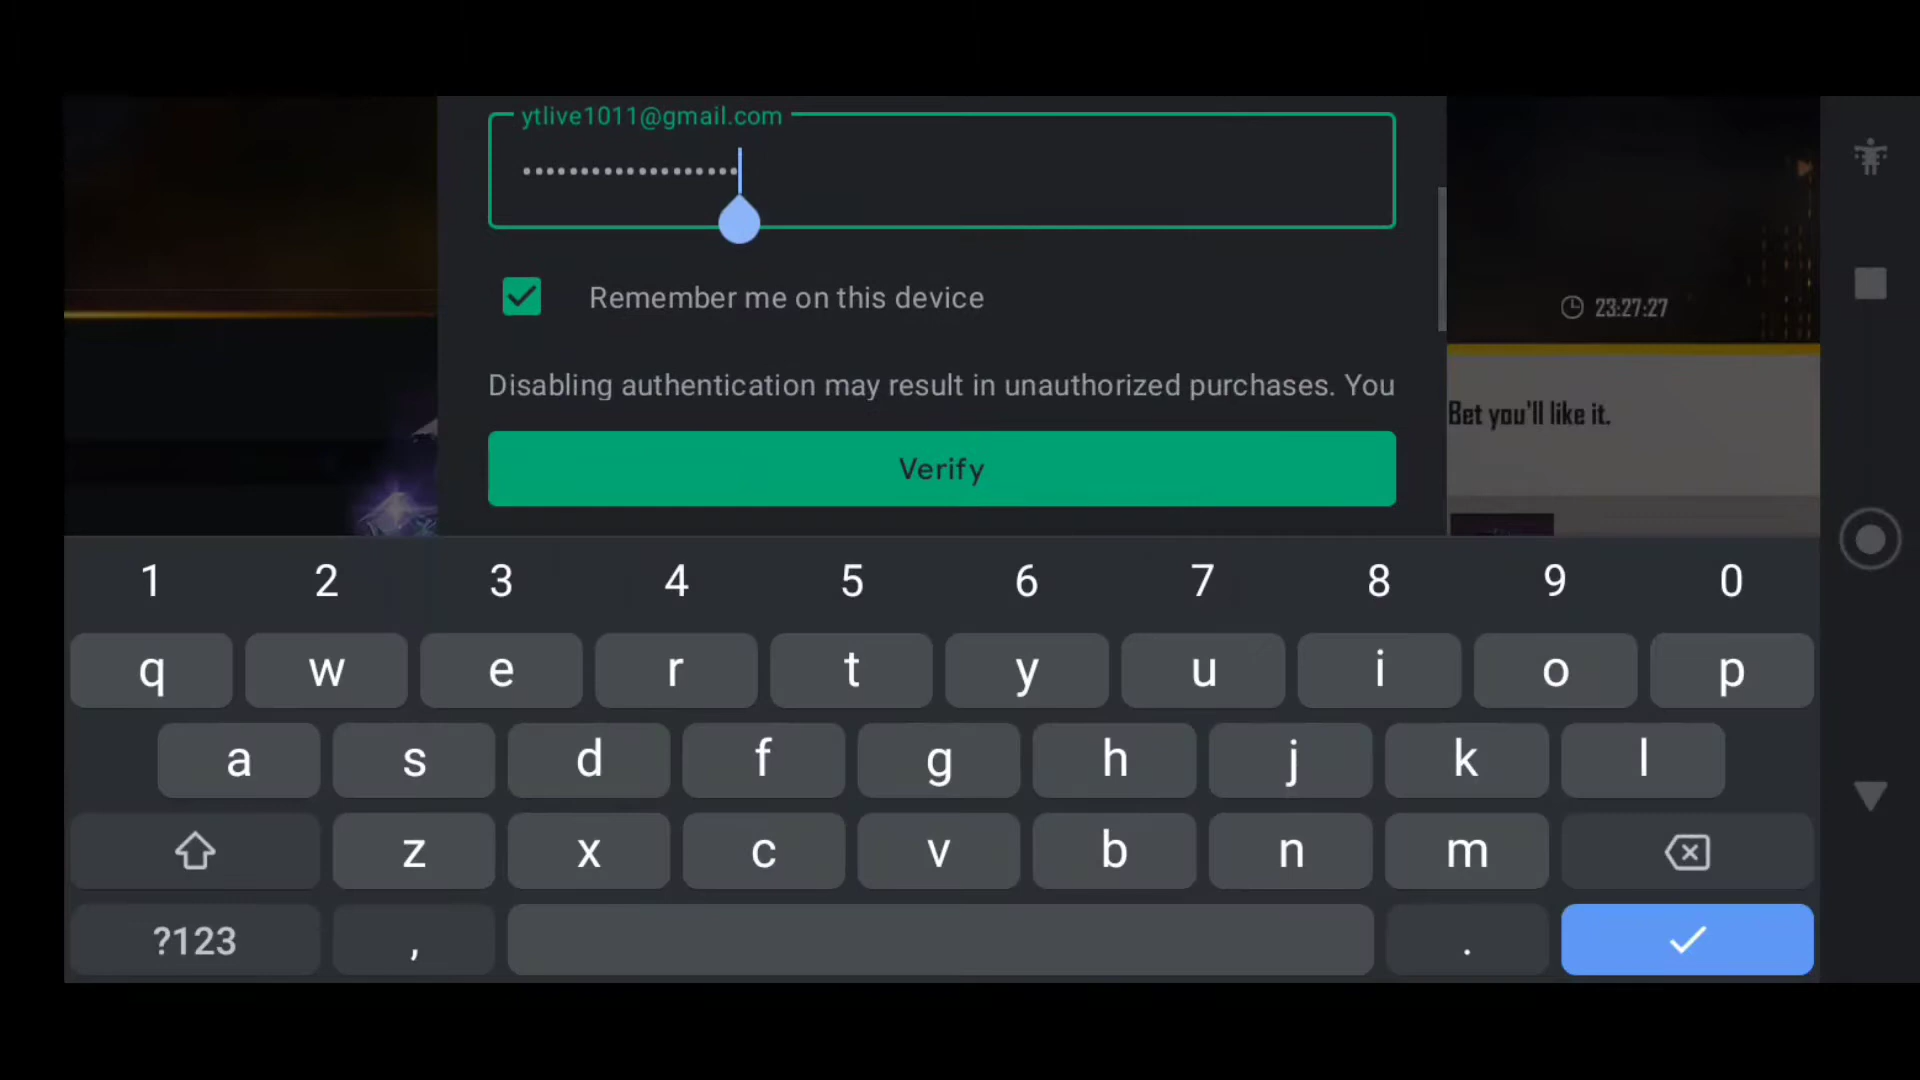 ytlive1011@gmail.com
•••••••••••••••••••
Remember me on this device
23:27:27
Disabling authentication may result in unauthorized purchases. You
Bet you'll like it.
Verify
1 2 3 4 5 6 7 8 9 0
q w e r t y u i o p
a s d f g h j k l
z x c v b n m
?123 , .